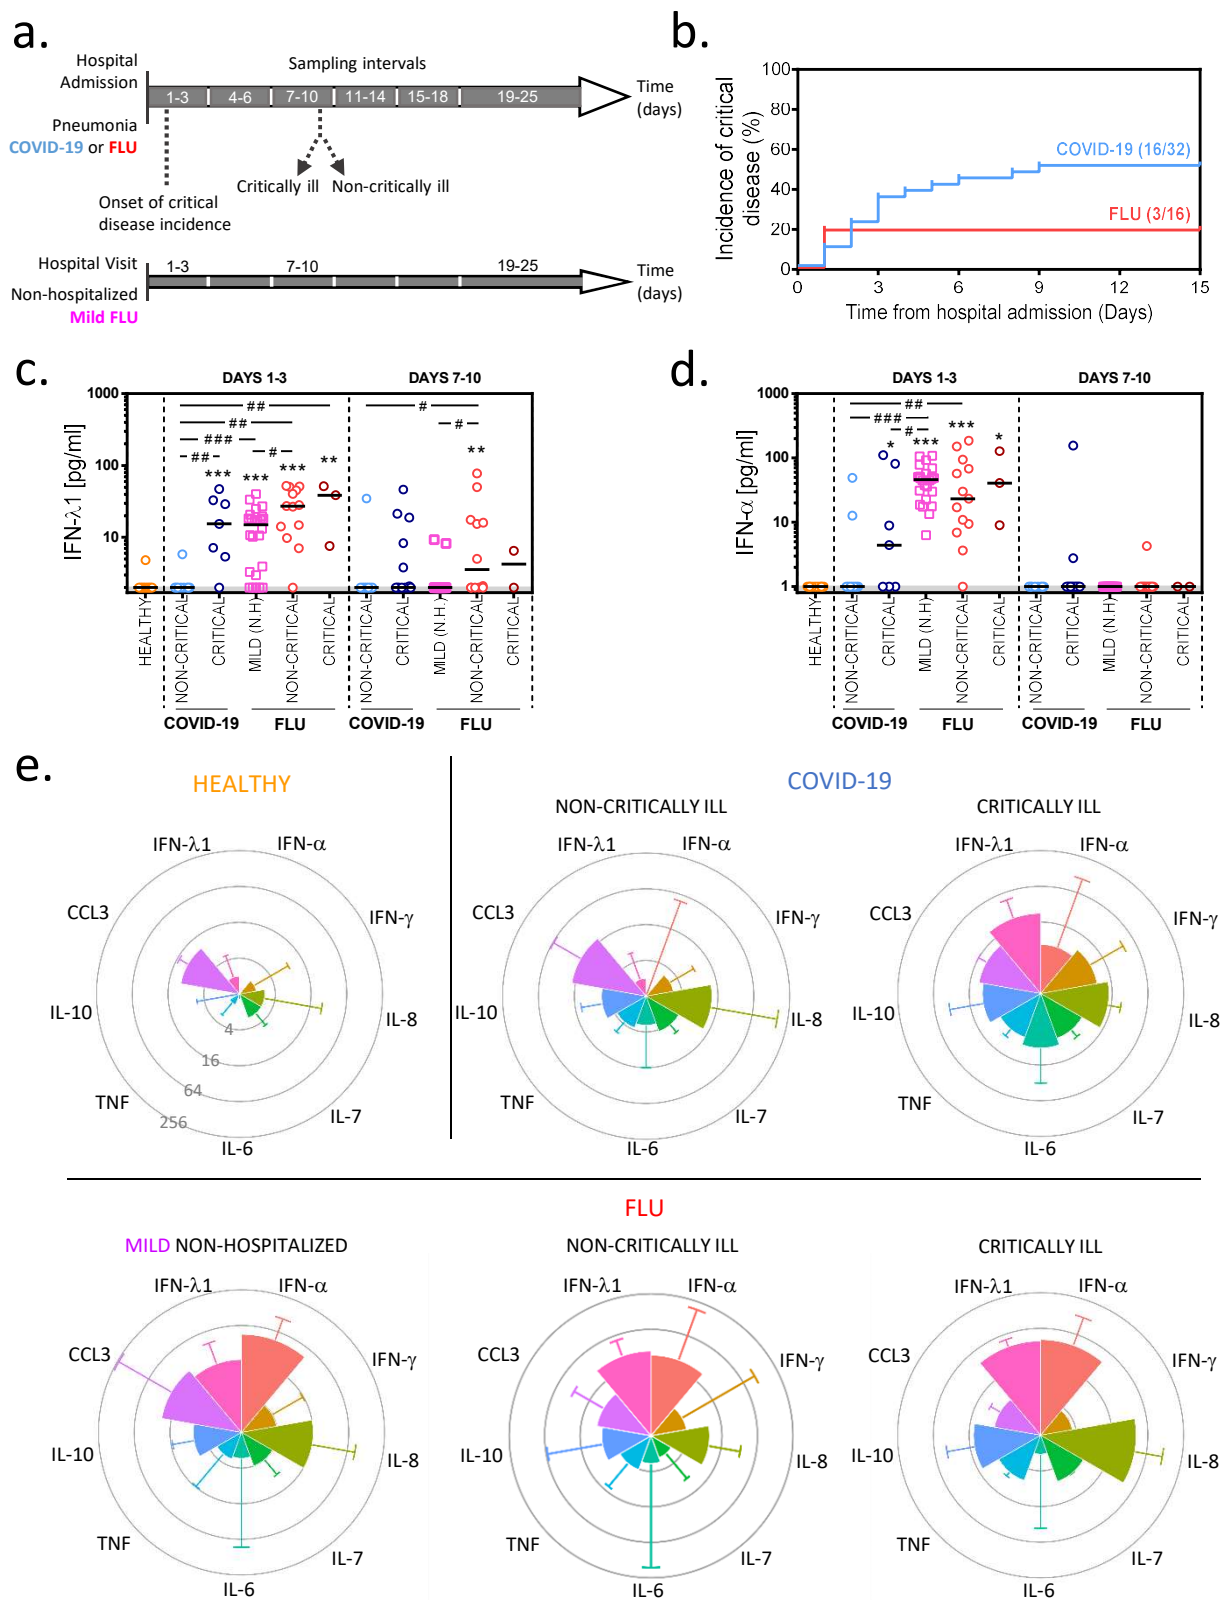 a.
Hospital
Admission
Sampling intervals
1-3 4-6 7-10 11-14 15-18 19-25
Time
(days)
Pneumonia
COVID-19 or FLU
Critically ill Non-critically ill
Onset of critical
disease incidence
Hospital Visit
1-3 7-10 19-25
Time
(days)
Non-hospitalized
Mild FLU
b.
Incidence of critical
disease (%)
100
80
60
40
20
0
COVID-19 (16/32)
FLU (3/16)
0 3 6 9 12 15
Time from hospital admission (Days)
c.
DAYS 1-3 DAYS 7-10
IFN-λ1 [pg/ml]
1000
100
10
## #
##
### #
# **
## *** *** *** **
HEALTHY
NON-CRITICAL
CRITICAL
MILD (N.H)
NON-CRITICAL
CRITICAL
NON-CRITICAL
CRITICAL
MILD (N.H.)
NON-CRITICAL
CRITICAL
COVID-19 FLU COVID-19 FLU
d.
DAYS 1-3 DAYS 7-10
IFN-α [pg/ml]
1000
100
10
1
##
###
#
* *** *** *
HEALTHY
NON-CRITICAL
CRITICAL
MILD (N.H)
NON-CRITICAL
CRITICAL
NON-CRITICAL
CRITICAL
MILD (N.H)
NON-CRITICAL
CRITICAL
COVID-19 FLU COVID-19 FLU
e.
HEALTHY
IFN-λ1 IFN-α
CCL3 IFN-γ
IL-10 IL-8
TNF IL-7
IL-6
4
16
64
256
COVID-19
NON-CRITICALLY ILL
IFN-λ1 IFN-α
CCL3 IFN-γ
IL-10 IL-8
TNF IL-7
IL-6
CRITICALLY ILL
IFN-λ1 IFN-α
CCL3 IFN-γ
IL-10 IL-8
TNF IL-7
IL-6
FLU
MILD NON-HOSPITALIZED
IFN-λ1 IFN-α
CCL3 IFN-γ
IL-10 IL-8
TNF IL-7
IL-6
NON-CRITICALLY ILL
IFN-λ1 IFN-α
CCL3 IFN-γ
IL-10 IL-8
TNF IL-7
IL-6
CRITICALLY ILL
IFN-λ1 IFN-α
CCL3 IFN-γ
IL-10 IL-8
TNF IL-7
IL-6